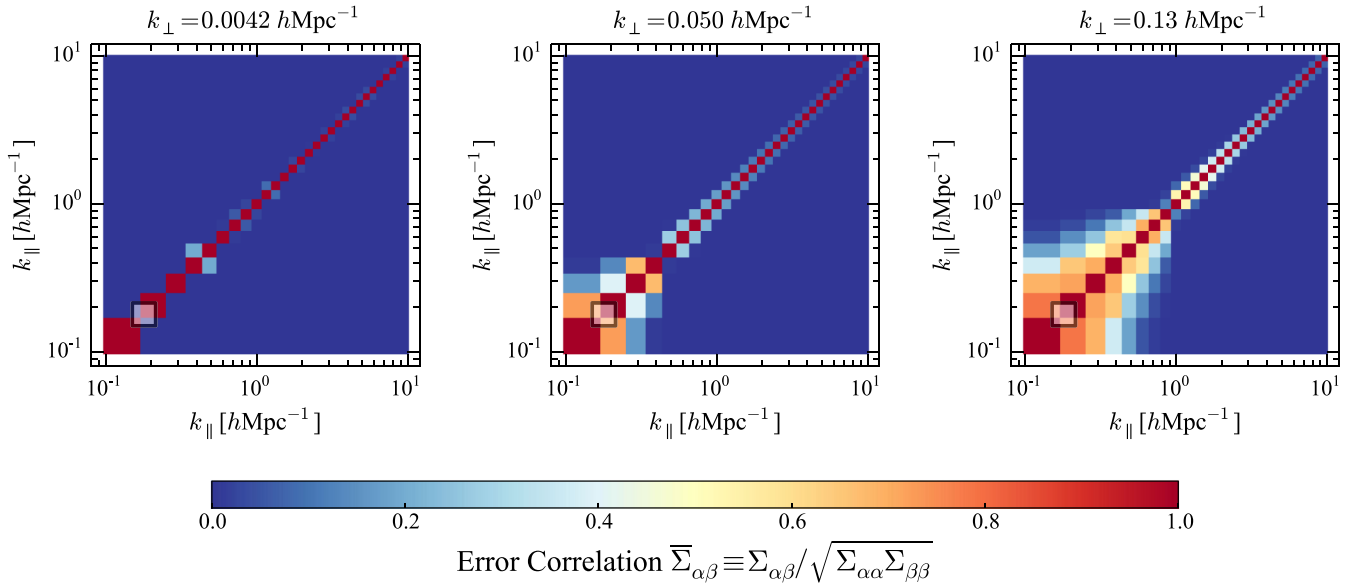 k⊥=0.0042 hMpc⁻¹ k⊥=0.050 hMpc⁻¹ k⊥=0.13 hMpc⁻¹
10¹ 10¹ 10¹
k∥ [hMpc⁻¹] k∥ [hMpc⁻¹] k∥ [hMpc⁻¹]
10⁰ 10⁰ 10⁰
10⁻¹ 10⁻¹ 10⁻¹
10⁻¹ 10⁰ 10¹ 10⁻¹ 10⁰ 10¹ 10⁻¹ 10⁰ 10¹
k∥ [hMpc⁻¹] k∥ [hMpc⁻¹] k∥ [hMpc⁻¹]
0.0 0.2 0.4 0.6 0.8 1.0
Error Correlation Σ̅αβ≡Σαβ/√ΣααΣββ